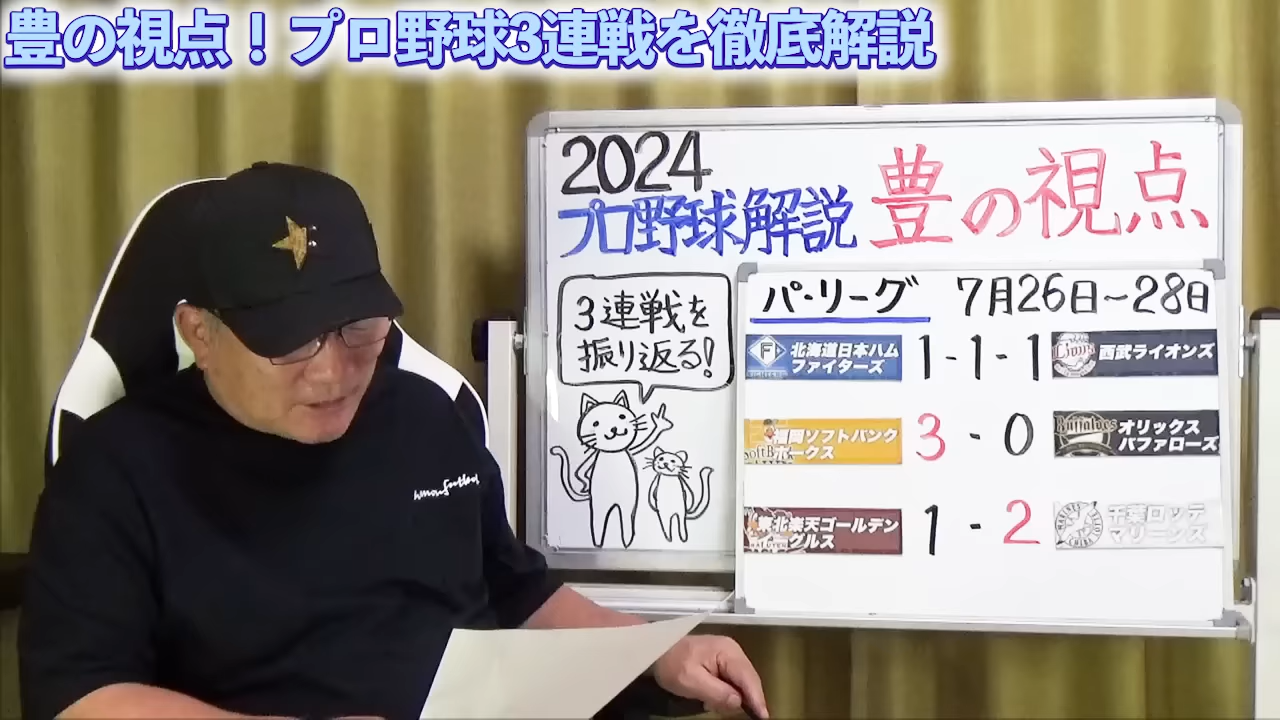 豊の視点！プロ野球3連戦を徹底解説
2024
プロ野球解説 豊の視点
3連戦を
振り返る!
パ・リーグ 7月26日~28日
F
北海道日本ハム
ファイターズ
1-1-1
Lions
西武ライオンズ
福岡ソフトバンク
ホークス
3-0
Buffaloes
オリックス
バファローズ
東北楽天ゴールデン
イーグルス
1-2
千葉ロッテ
マリーンズ